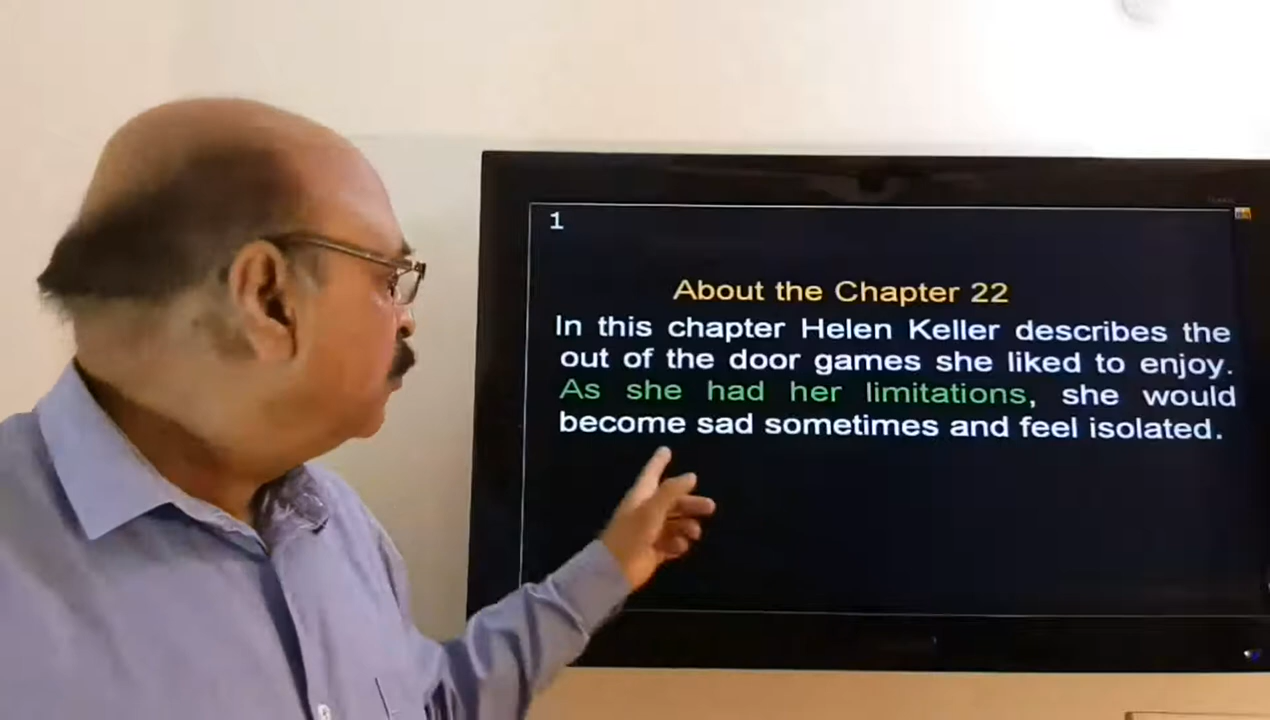 1
About the Chapter 22
In this chapter Helen Keller describes the
out of the door games she liked to enjoy.
As she had her limitations, she would
become sad sometimes and feel isolated.